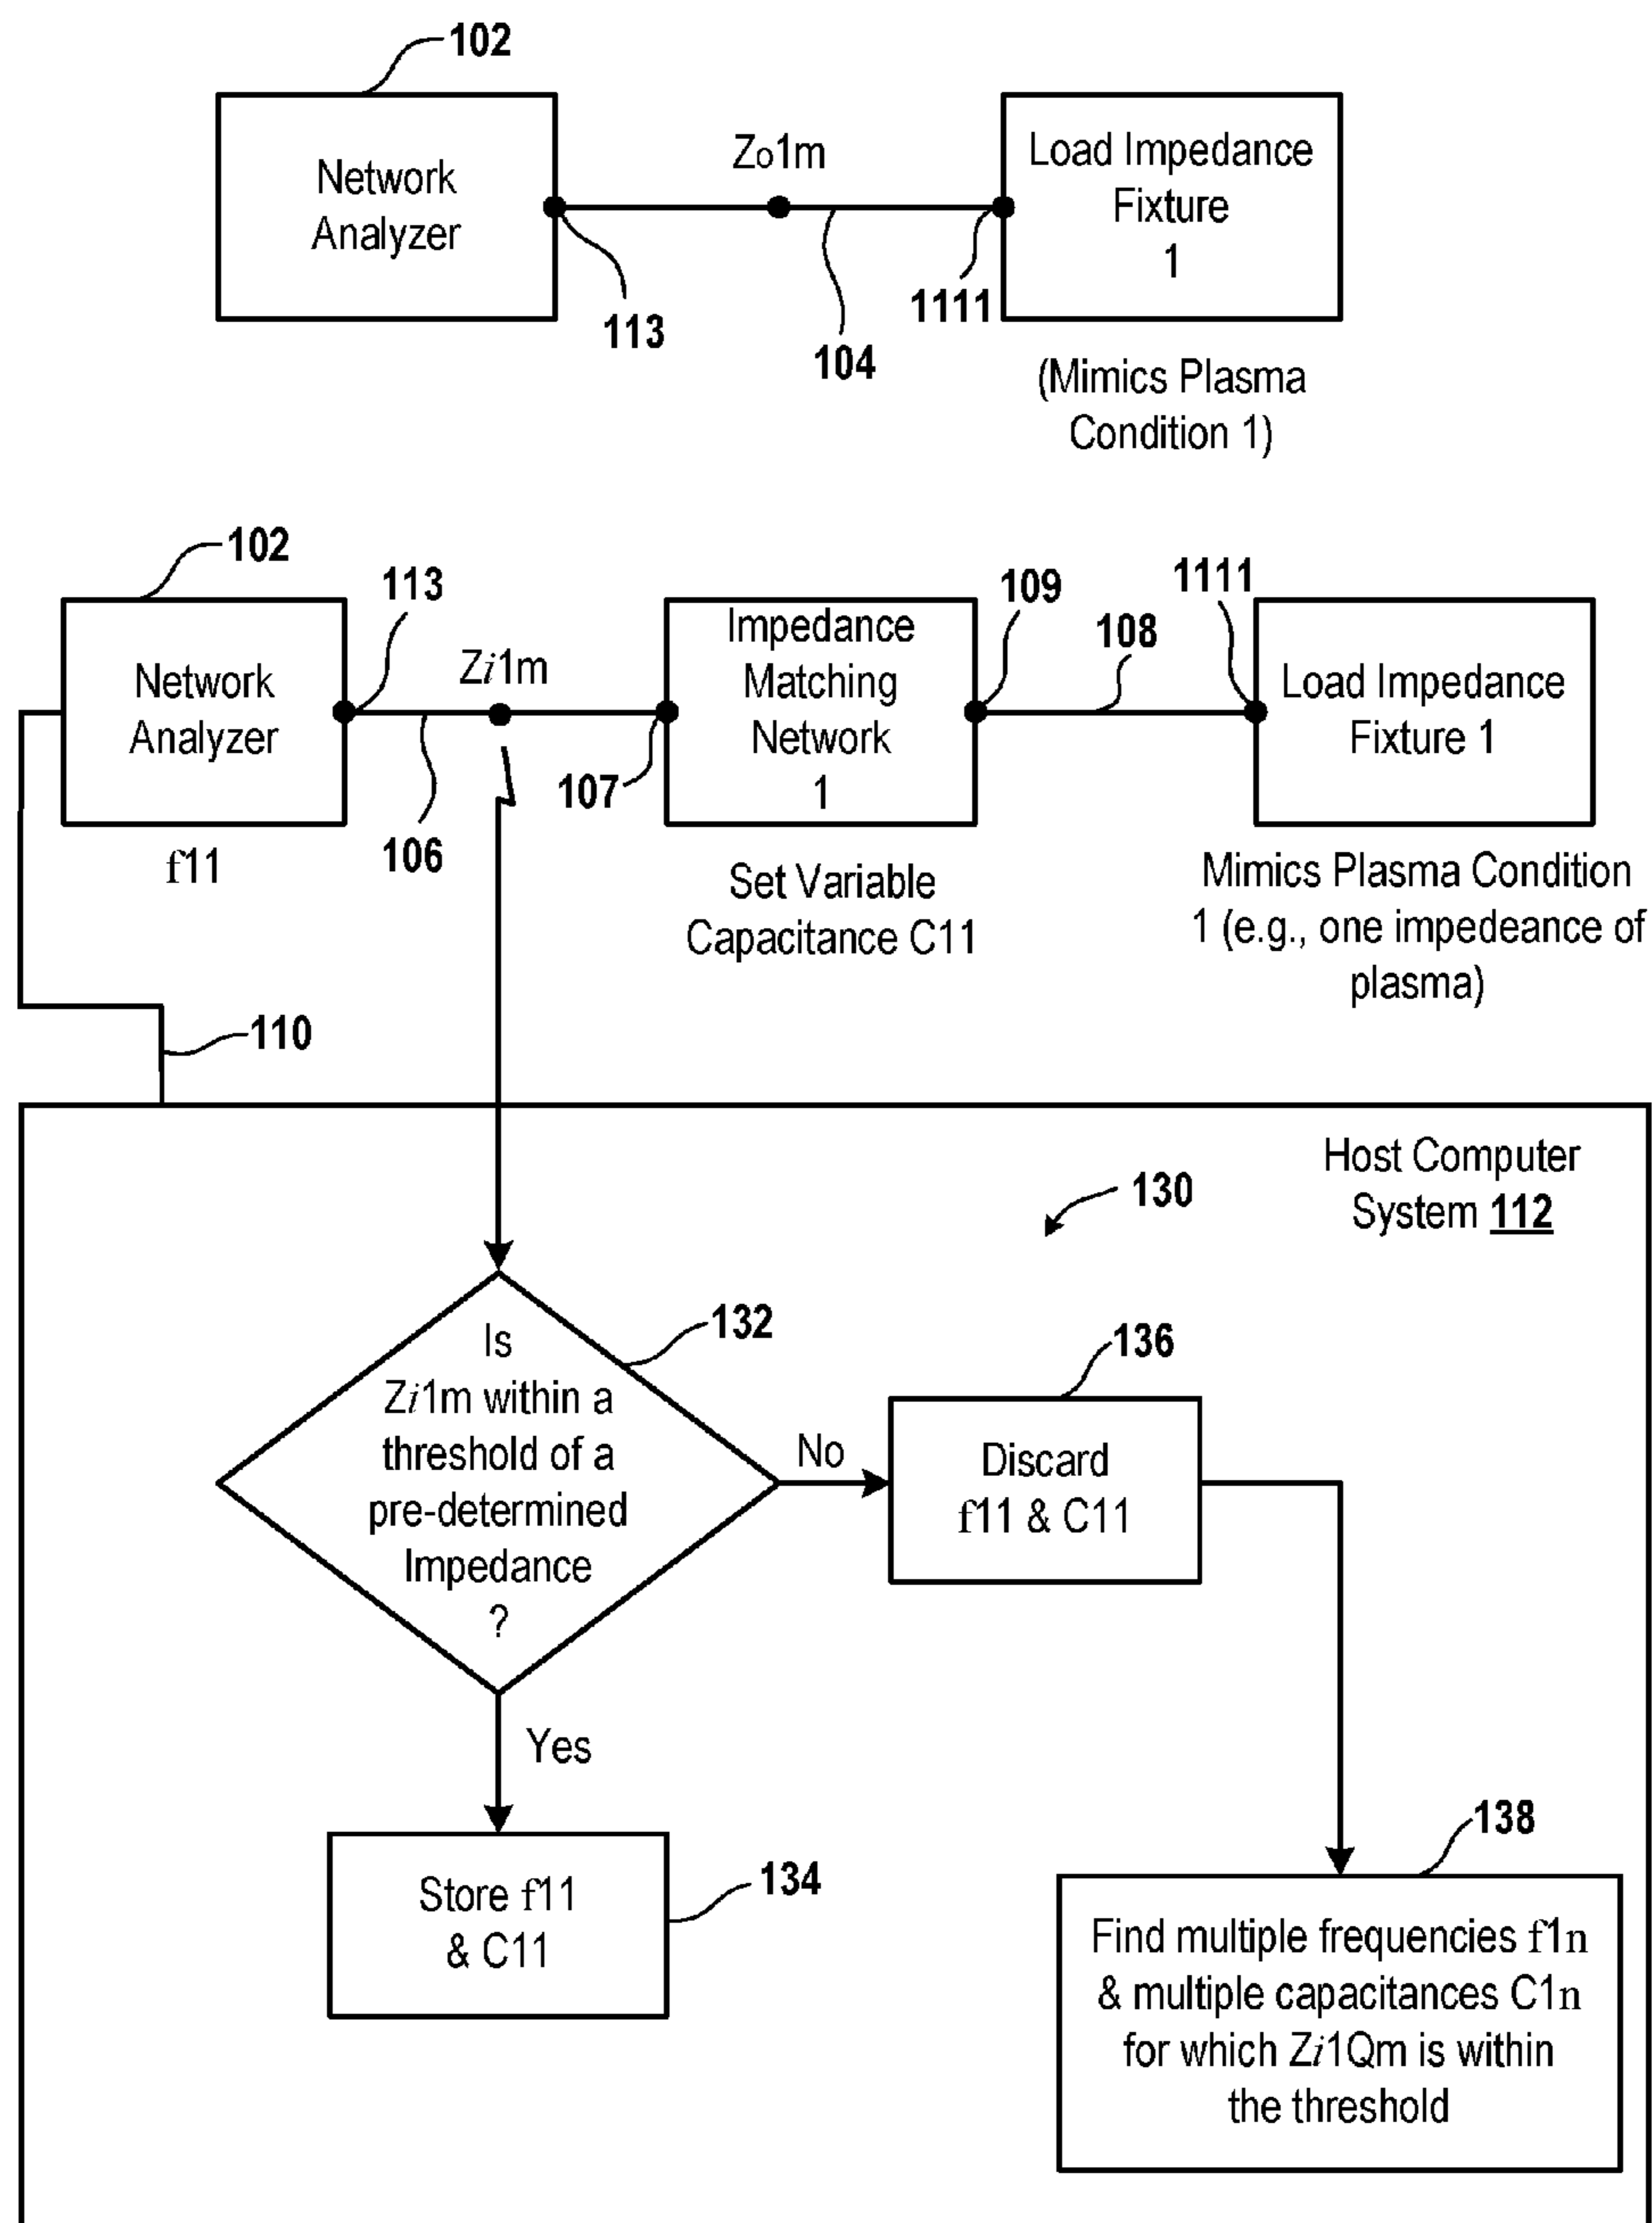 102
Network
Analyzer
Zo1m
Load Impedance
Fixture
1
113
104
1111
(Mimics Plasma
Condition 1)
102
113
109
1111
108
Network
Analyzer
Zi1m
Impedance
Matching
Network
1
Load Impedance
Fixture 1
107
106
f11
Set Variable
Capacitance C11
Mimics Plasma Condition
1 (e.g., one impedeance of
plasma)
110
Host Computer
System 112
130
132
Is
Zi1m within a
threshold of a
pre-determined
Impedance
?
No
136
Discard
f11 & C11
Yes
134
Store f11
& C11
138
Find multiple frequencies f1n
& multiple capacitances C1n
for which Zi1Qm is within
the threshold